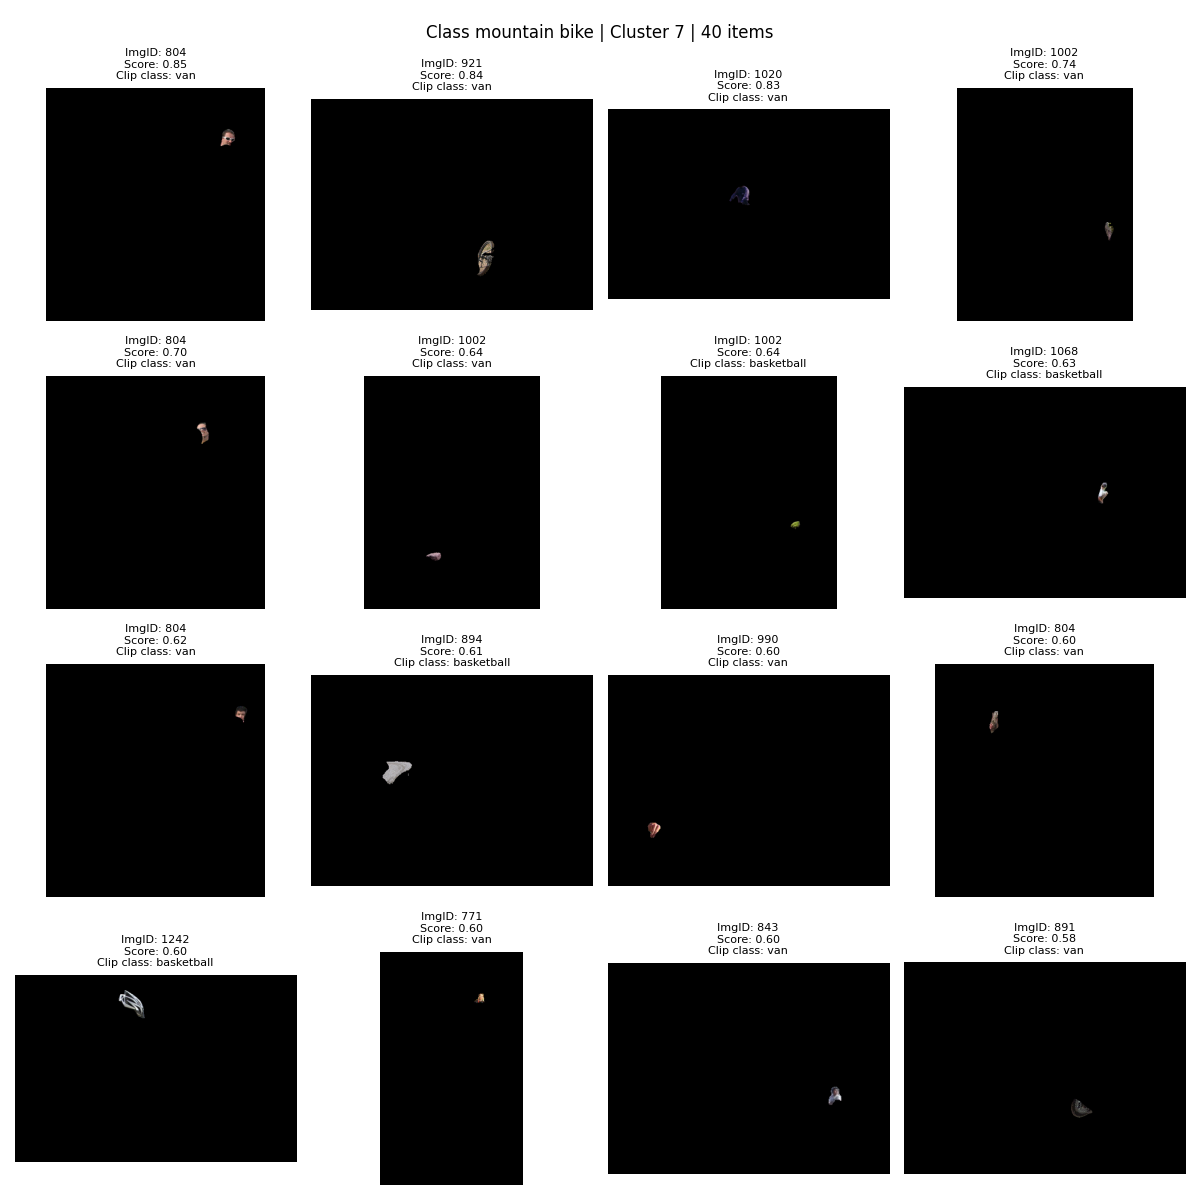 Class mountain bike | Cluster 7 | 40 items
ImgID: 804
Score: 0.85
Clip class: van
ImgID: 921
Score: 0.84
Clip class: van
ImgID: 1020
Score: 0.83
Clip class: van
ImgID: 1002
Score: 0.74
Clip class: van
ImgID: 804
Score: 0.70
Clip class: van
ImgID: 1002
Score: 0.64
Clip class: van
ImgID: 1002
Score: 0.64
Clip class: basketball
ImgID: 1068
Score: 0.63
Clip class: basketball
ImgID: 804
Score: 0.62
Clip class: van
ImgID: 894
Score: 0.61
Clip class: basketball
ImgID: 990
Score: 0.60
Clip class: van
ImgID: 804
Score: 0.60
Clip class: van
ImgID: 1242
Score: 0.60
Clip class: basketball
ImgID: 771
Score: 0.60
Clip class: van
ImgID: 843
Score: 0.60
Clip class: van
ImgID: 891
Score: 0.58
Clip class: van